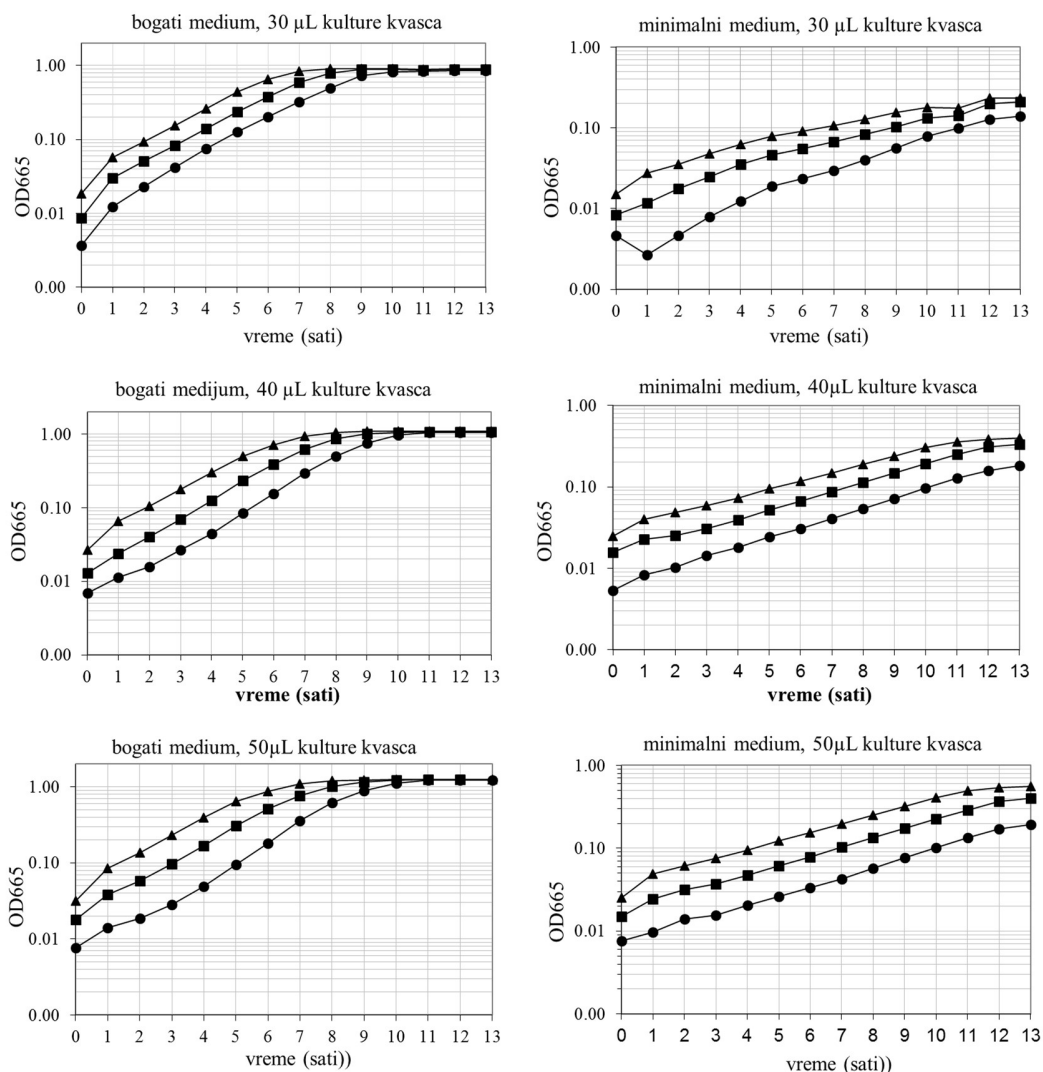 bogati medium, 30 µL kulture kvasca
1.00
0.10
0.01
0.00
OD665
0 1 2 3 4 5 6 7 8 9 10 11 12 13
vreme (sati)
minimalni medium, 30 µL kulture kvasca
1.00
0.10
0.01
0.00
OD665
0 1 2 3 4 5 6 7 8 9 10 11 12 13
vreme (sati)
bogati medijum, 40 µL kulture kvasca
1.00
0.10
0.01
0.00
OD665
0 1 2 3 4 5 6 7 8 9 10 11 12 13
vreme (sati)
minimalni medium, 40µL kulture kvasca
1.00
0.10
0.01
0.00
OD665
0 1 2 3 4 5 6 7 8 9 10 11 12 13
vreme (sati)
bogati medium, 50µL kulture kvasca
1.00
0.10
0.01
0.00
OD665
0 1 2 3 4 5 6 7 8 9 10 11 12 13
vreme (sati))
minimalni medium, 50µL kulture kvasca
1.00
0.10
0.01
0.00
OD665
0 1 2 3 4 5 6 7 8 9 10 11 12 13
vreme (sati))